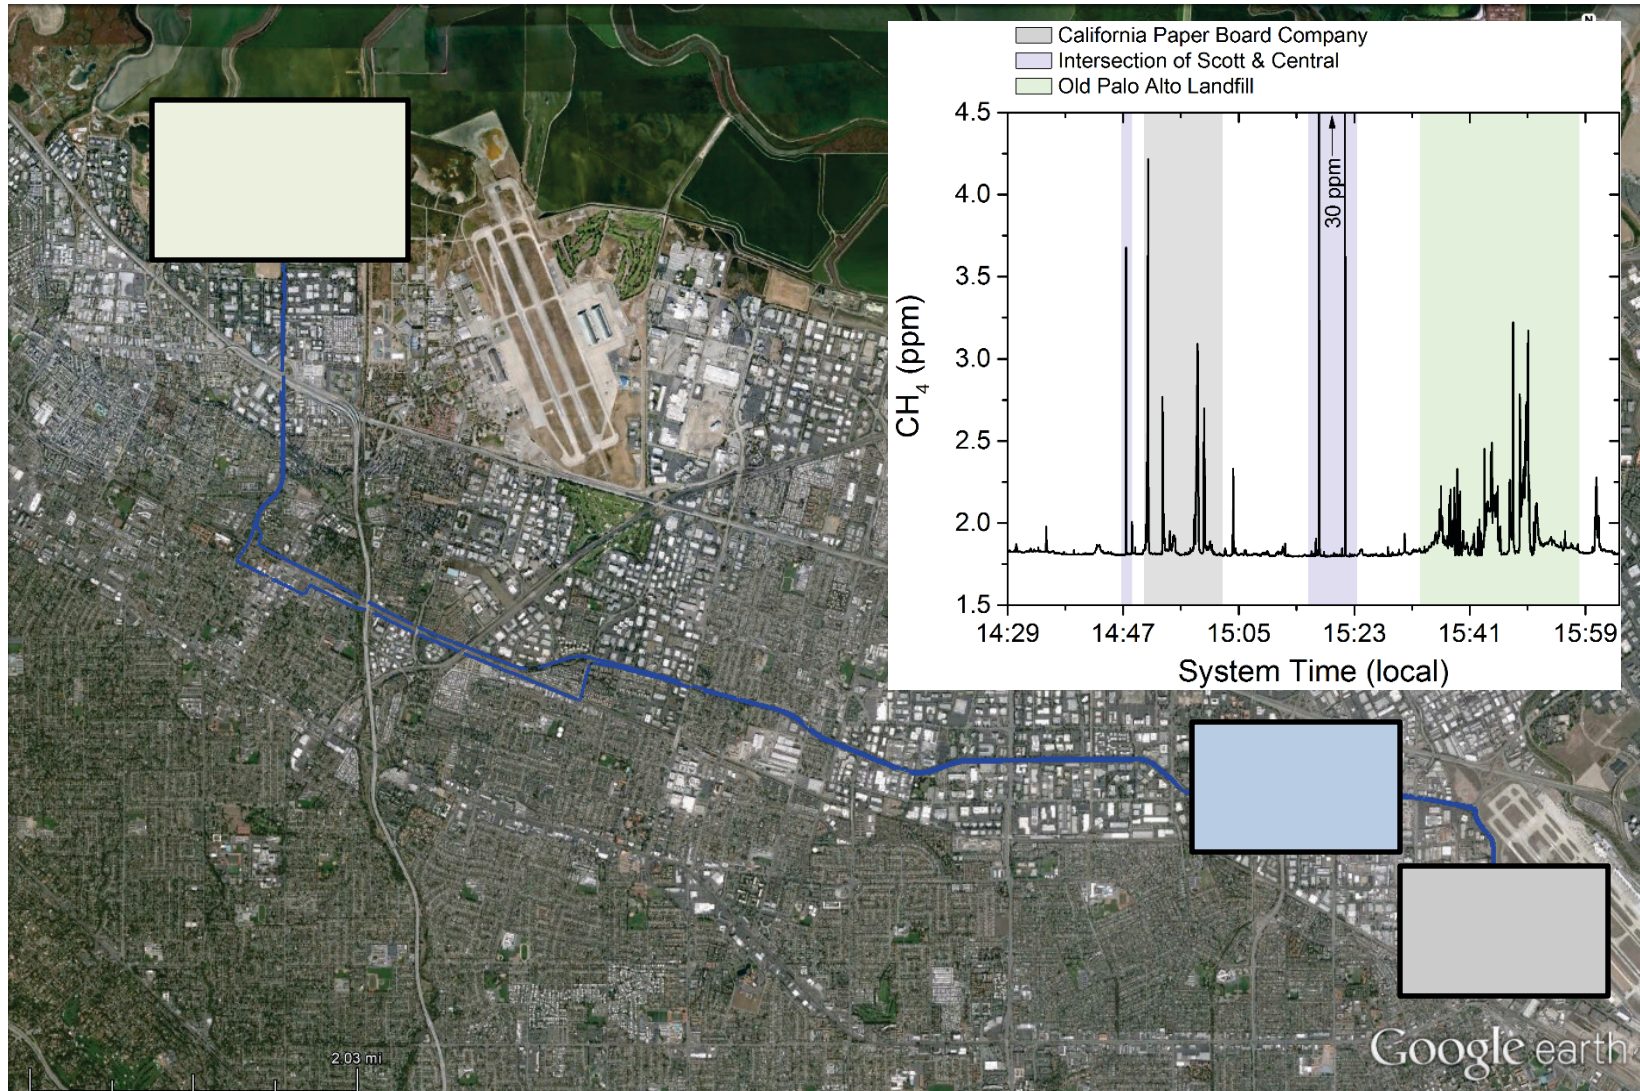 N
California Paper Board Company
Intersection of Scott & Central
Old Palo Alto Landfill
4.5
4.0
3.5
3.0
2.5
2.0
1.5
CH₄ (ppm)
30 ppm
14:29 14:47 15:05 15:23 15:41 15:59
System Time (local)
2.03 mi
Google earth